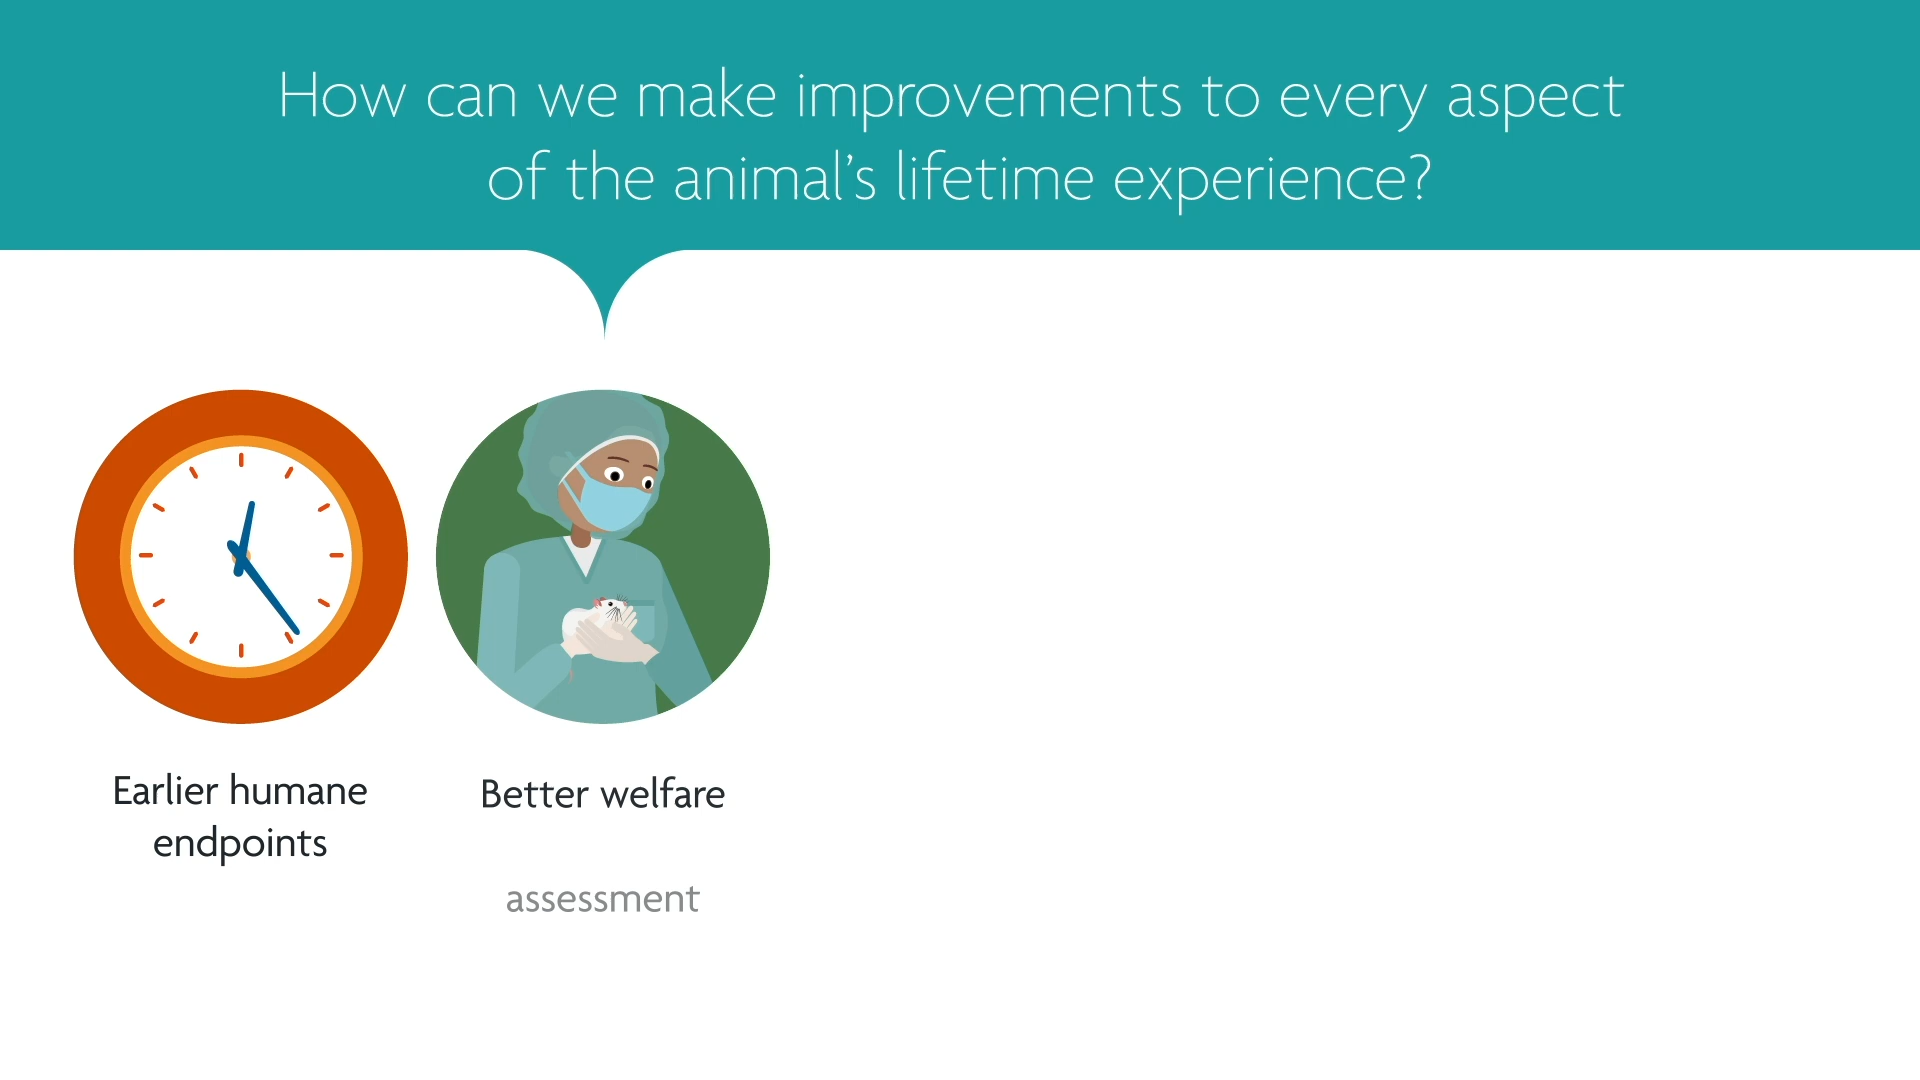 How can we make improvements to every aspect
of the animal’s lifetime experience?
Earlier humane
endpoints
Better welfare
assessment